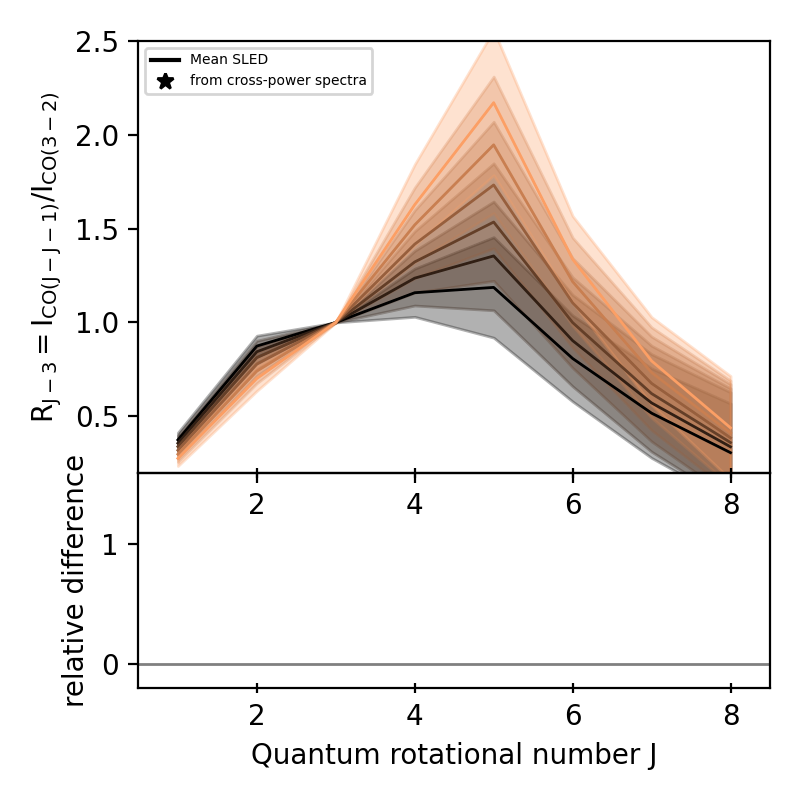 2.5
Mean SLED
from cross-power spectra
2.0
1.5
1.0
0.5
R_{J-3} = I_{CO(J-J-1)}/I_{CO(3-2)}
2 4 6 8
1
0
relative difference
2 4 6 8
Quantum rotational number J